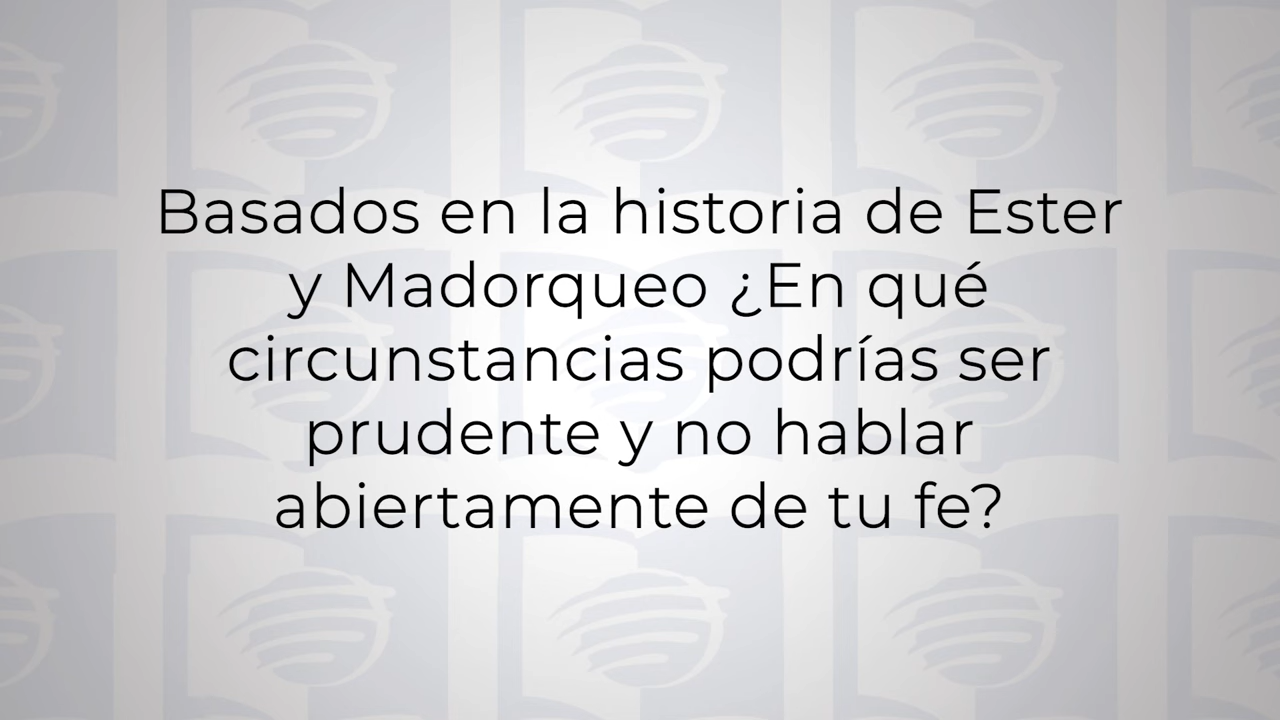 Basados en la historia de Ester
y Madorqueo ¿En qué
circunstancias podrías ser
prudente y no hablar
abiertamente de tu fe?